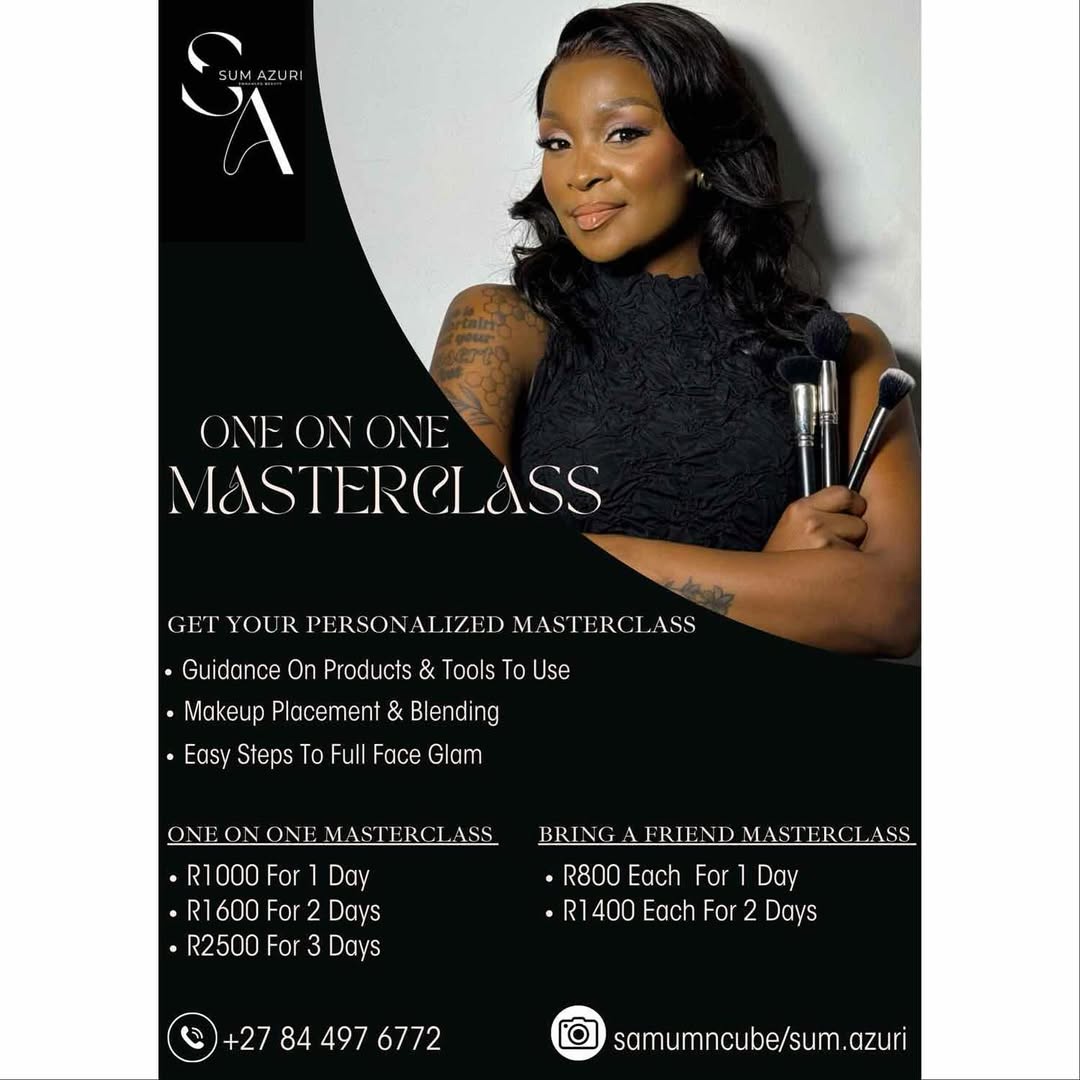 SUM AZURI
ENHANCED BEAUTY
SA
ONE ON ONE
MASTERCLASS
GET YOUR PERSONALIZED MASTERCLASS
• Guidance On Products & Tools To Use
• Makeup Placement & Blending
• Easy Steps To Full Face Glam
ONE ON ONE MASTERCLASS
• R1000 For 1 Day
• R1600 For 2 Days
• R2500 For 3 Days
BRING A FRIEND MASTERCLASS
• R800 Each For 1 Day
• R1400 Each For 2 Days
+27 84 497 6772
samumncube/sum.azuri